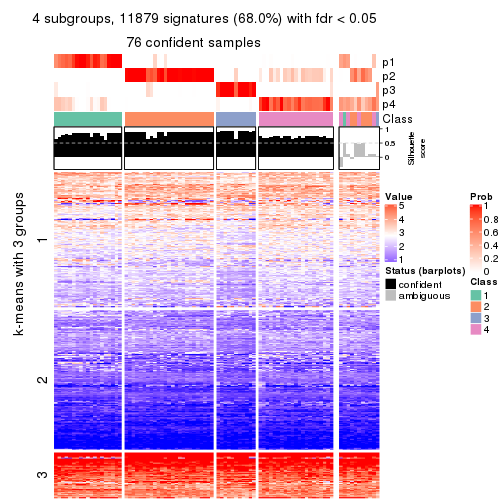 4 subgroups, 11879 signatures (68.0%) with fdr < 0.05
76 confident samples
p1
p2
p3
p4
Class
1
0.5
0
Silhouette
score
k-means with 3 groups
1
2
3
Value
5
4
3
2
1
Status (barplots)
confident
ambiguous
Prob
1
0.8
0.6
0.4
0.2
0
Class
1
2
3
4